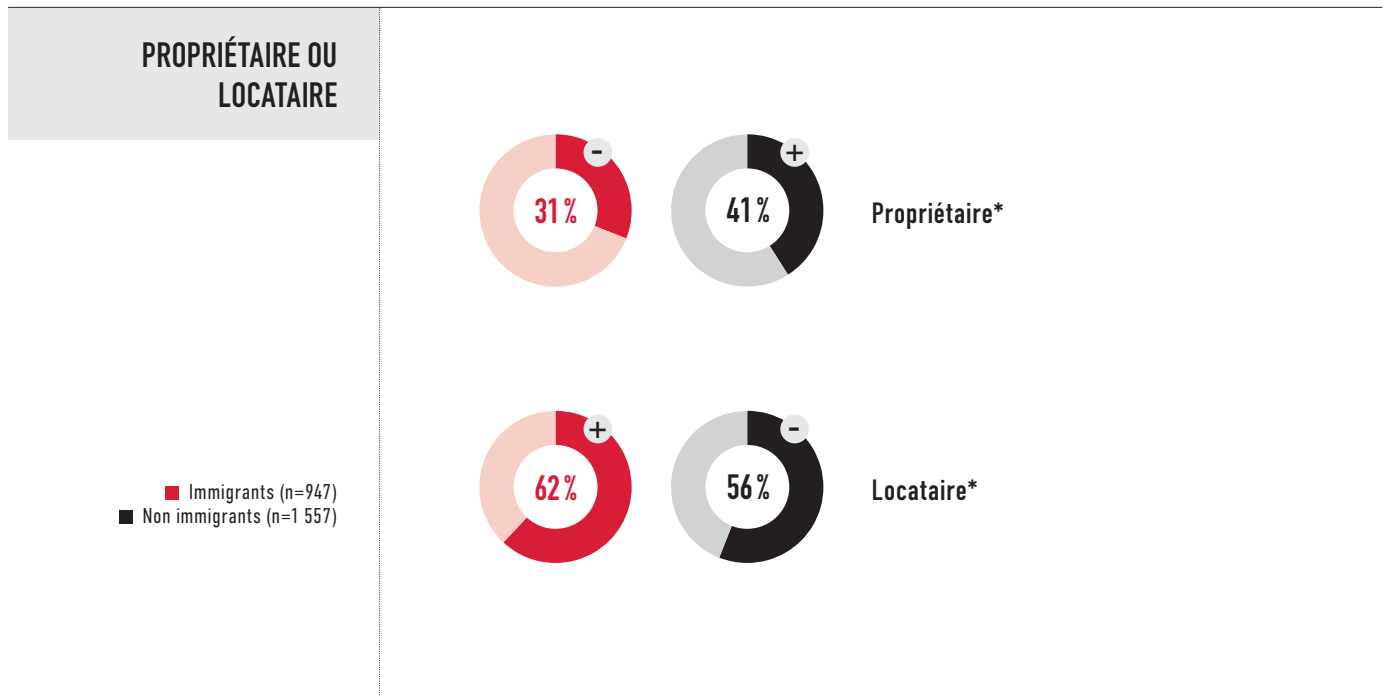 PROPRIÉTAIRE OU
LOCATAIRE
-
31 %
+
41 %
Propriétaire*
+
62 %
-
56 %
Locataire*
Immigrants (n=947)
Non immigrants (n=1 557)